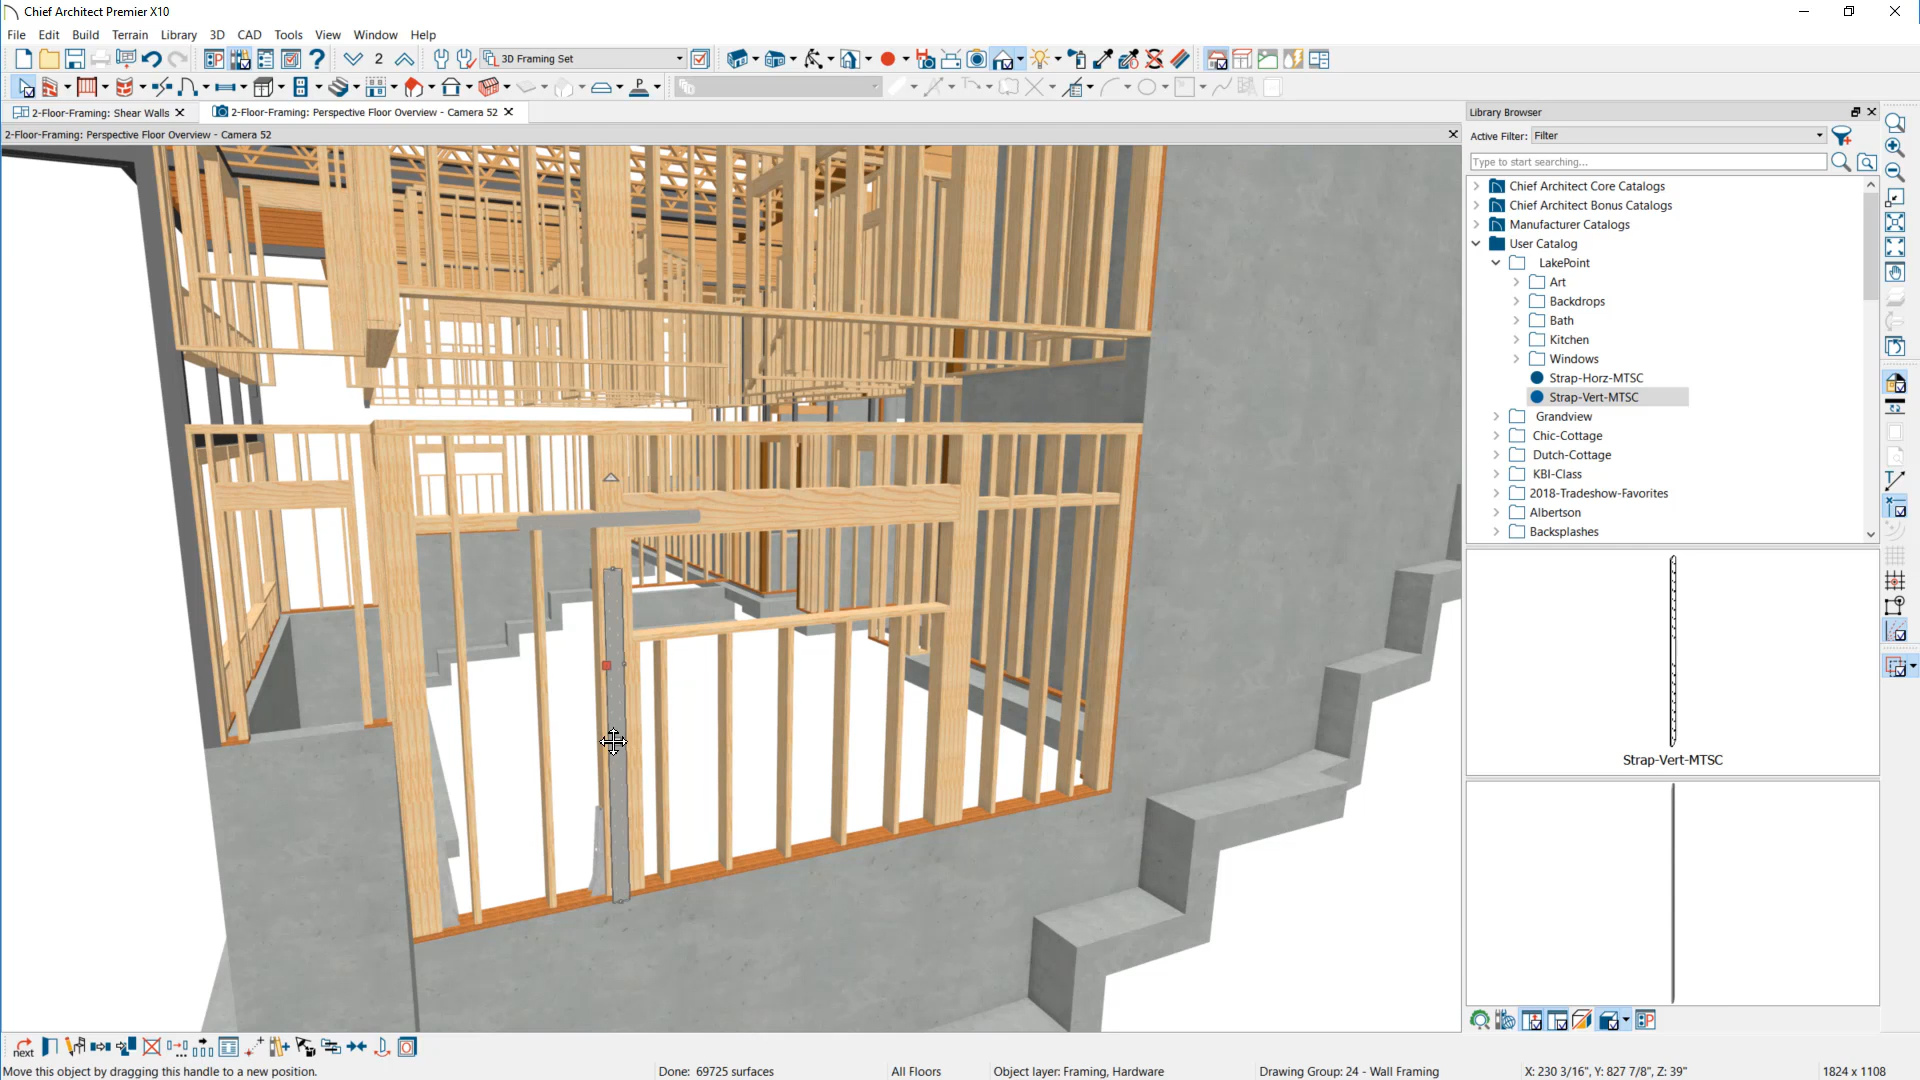 Chief Architect Premier X10
File Edit Build Terrain Library 3D CAD Tools View Window Help
2 3D Framing Set
2-Floor-Framing: Shear Walls 2-Floor-Framing: Perspective Floor Overview - Camera 52
2-Floor-Framing: Perspective Floor Overview - Camera 52
Library Browser
Active Filter: Filter
Type to start searching...
Chief Architect Core Catalogs
Chief Architect Bonus Catalogs
Manufacturer Catalogs
User Catalog
LakePoint
Art
Backdrops
Bath
Kitchen
Windows
Strap-Horz-MTSC
Strap-Vert-MTSC
Grandview
Chic-Cottage
Dutch-Cottage
KBI-Class
2018-Tradeshow-Favorites
Albertson
Backsplashes
Strap-Vert-MTSC
next
Move this object by dragging this handle to a new position. Done: 69725 surfaces All Floors Object layer: Framing, Hardware Drawing Group: 24 - Wall Framing X: 230 3/16", Y: 827 7/8", Z: 39" 1824 x 1108